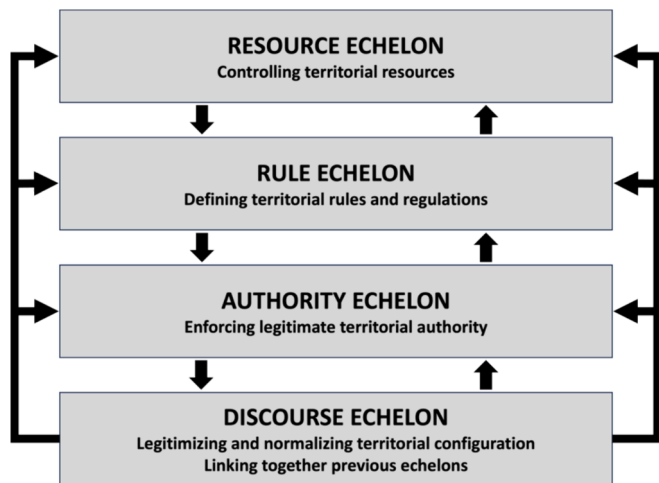 RESOURCE ECHELON
Controlling territorial resources
RULE ECHELON
Defining territorial rules and regulations
AUTHORITY ECHELON
Enforcing legitimate territorial authority
DISCOURSE ECHELON
Legitimizing and normalizing territorial configuration
Linking together previous echelons